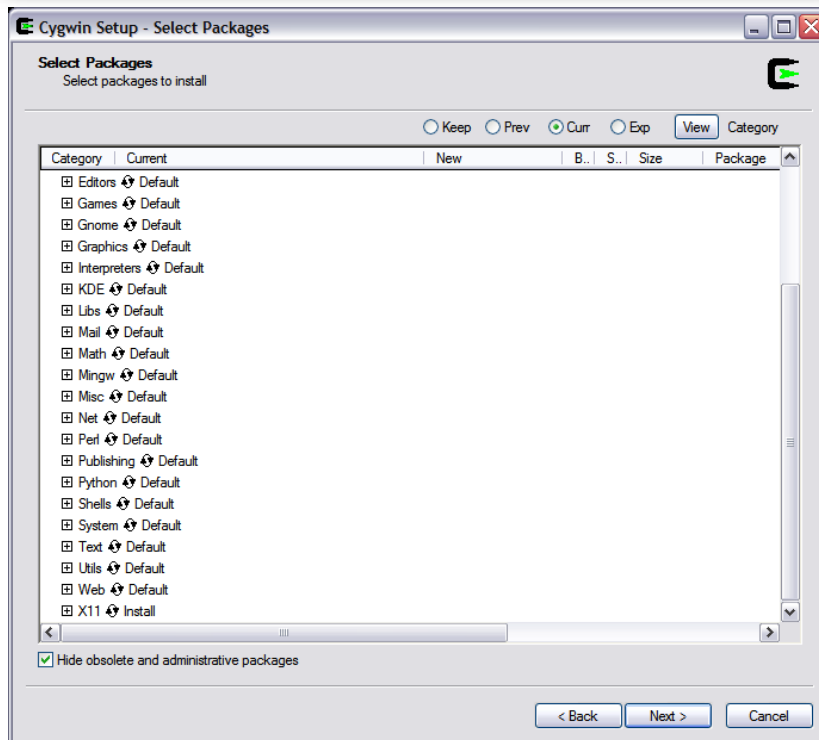 Cygwin Setup - Select Packages
Select Packages
Select packages to install
Keep Prev Curr Exp View Category
Category Current New B.. S.. Size Package
Editors Default
Games Default
Gnome Default
Graphics Default
Interpreters Default
KDE Default
Libs Default
Mail Default
Math Default
Mingw Default
Misc Default
Net Default
Perl Default
Publishing Default
Python Default
Shells Default
System Default
Text Default
Utils Default
Web Default
X11 Install
Hide obsolete and administrative packages
< Back Next > Cancel